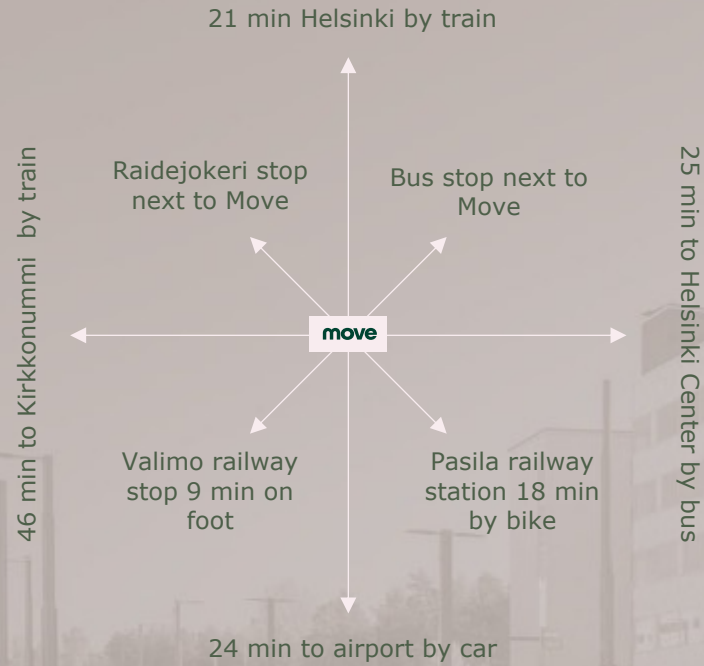 21 min Helsinki by train
Raidejokeri stop
next to Move
Bus stop next to
Move
46 min to Kirkkonummi by train
25 min to Helsinki Center by bus
move
Valimo railway
stop 9 min on
foot
Pasila railway
station 18 min
by bike
24 min to airport by car